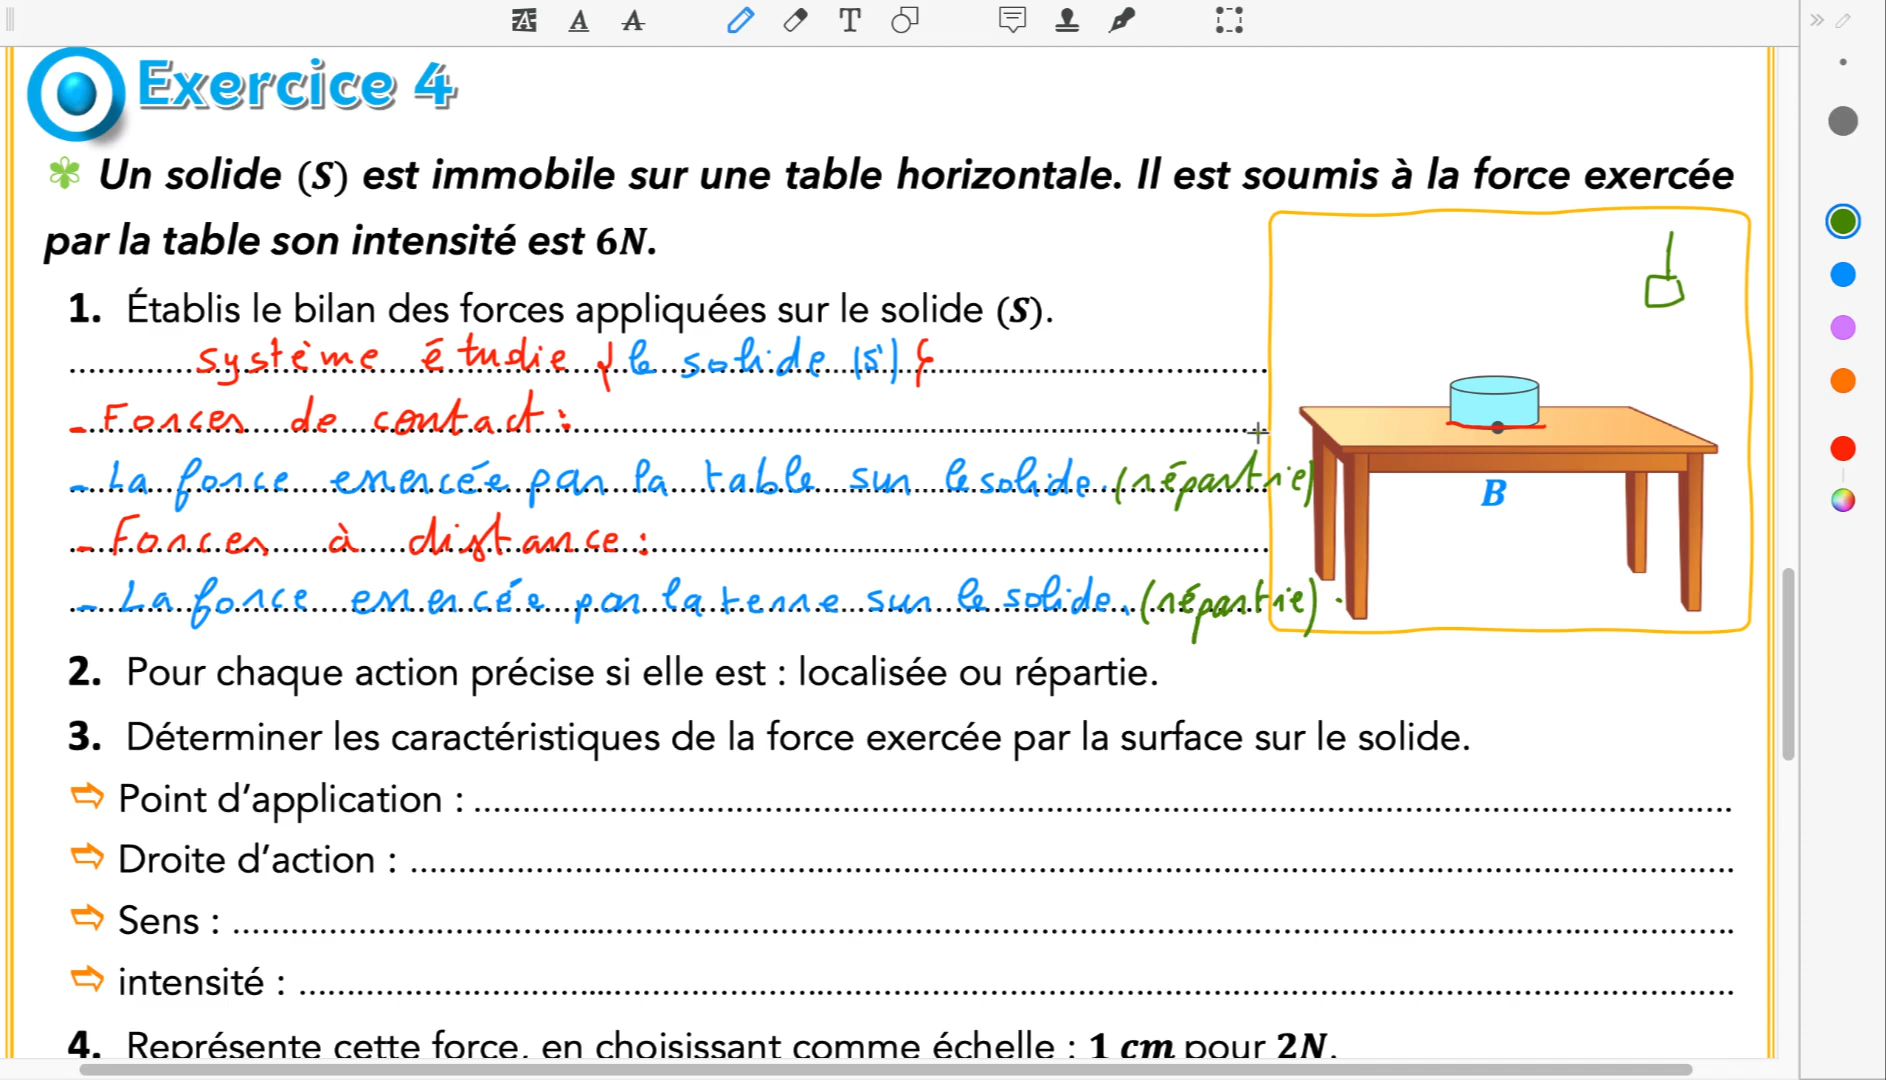 Exercice 4
Un solide (S) est immobile sur une table horizontale. Il est soumis à la force exercée
par la table son intensité est 6N.
1. Établis le bilan des forces appliquées sur le solide (S).
système étudie { le solide (S) }
- Forces de contact :
- La force exercée par la table sur le solide. (répartie)
- Forces à distance :
- La force exercée par la terre sur le solide. (répartie).
B
2. Pour chaque action précise si elle est : localisée ou répartie.
3. Déterminer les caractéristiques de la force exercée par la surface sur le solide.
Point d'application :
Droite d'action :
Sens :
intensité :
4. Représente cette force, en choisissant comme échelle : 1 cm pour 2N.